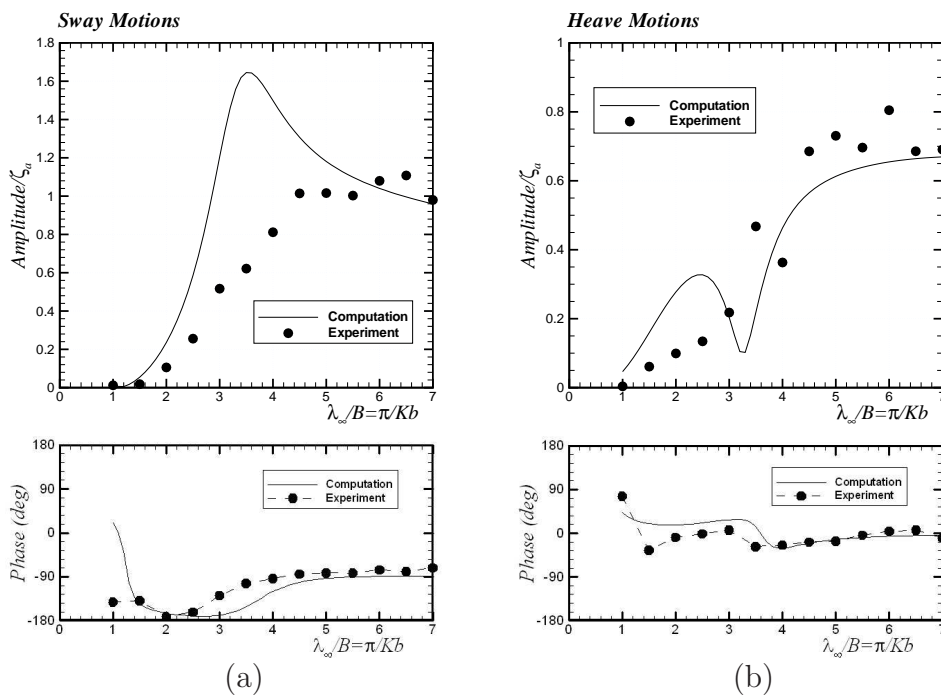 Sway Motions
1.8
1.6
1.4
1.2
1
0.8
0.6
0.4
0.2
0
Amplitude/ζₐ
Computation
Experiment
0 1 2 3 4 5 6 7
λ∞/B=π/Kb
180
90
0
-90
-180
Phase (deg)
Computation
Experiment
0 1 2 3 4 5 6 7
λ∞/B=π/Kb
(a)
Heave Motions
1
0.8
0.6
0.4
0.2
0
Amplitude/ζₐ
Computation
Experiment
0 1 2 3 4 5 6 7
λ∞/B=π/Kb
180
90
0
-90
-180
Phase (deg)
Computation
Experiment
0 1 2 3 4 5 6 7
λ∞/B=π/Kb
(b)